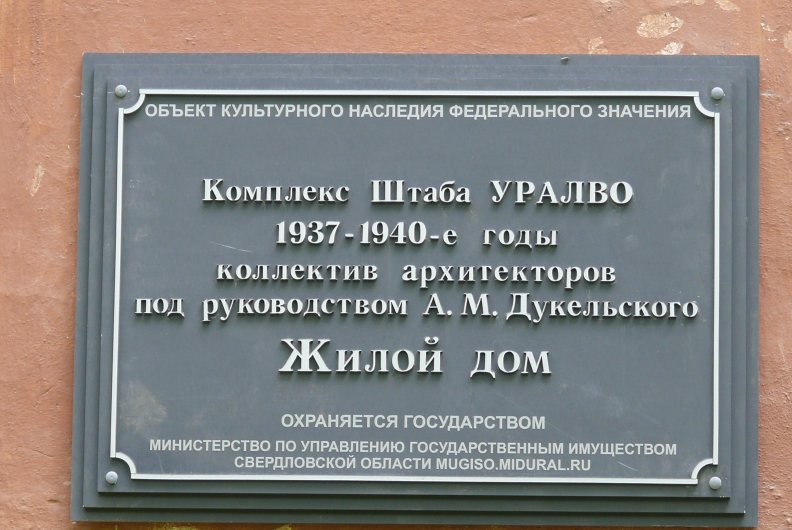 ОБЪЕКТ КУЛЬТУРНОГО НАСЛЕДИЯ ФЕДЕРАЛЬНОГО ЗНАЧЕНИЯ
Комплекс Штаба УРАЛВО
1937-1940-е годы
коллектив архитекторов
под руководством А. М. Дукельского
Жилой дом
ОХРАНЯЕТСЯ ГОСУДАРСТВОМ
МИНИСТЕРСТВО ПО УПРАВЛЕНИЮ ГОСУДАРСТВЕННЫМ ИМУЩЕСТВОМ
СВЕРДЛОВСКОЙ ОБЛАСТИ MUGISO.MIDURAL.RU